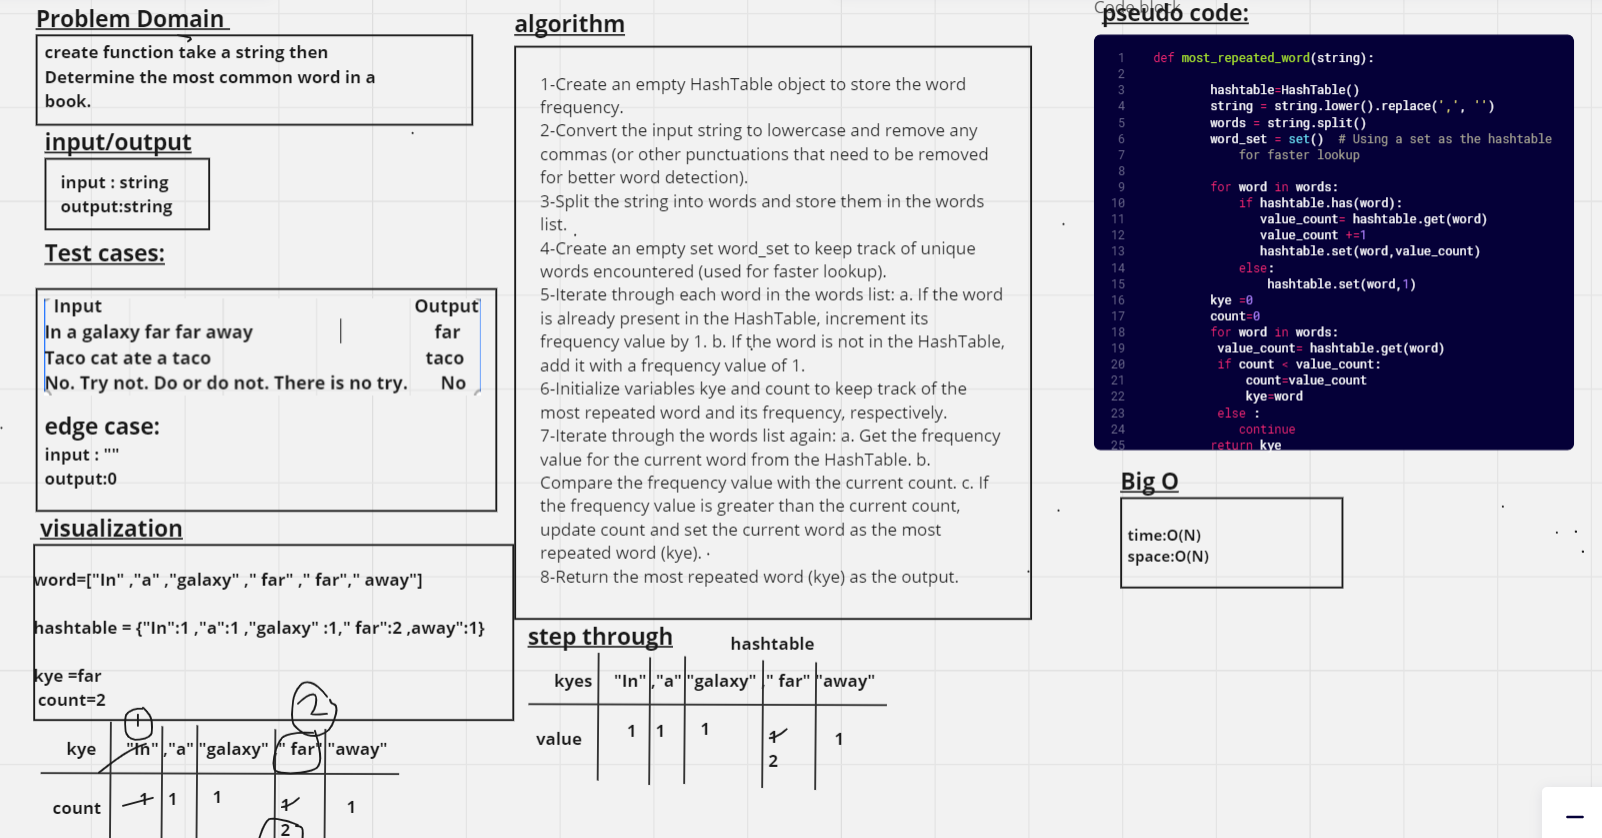 Problem Domain
create function take a string then
Determine the most common word in a
book.
input/output
input : string
output:string
Test cases:
Input Output
In a galaxy far far away far
Taco cat ate a taco taco
No. Try not. Do or do not. There is no try. No
edge case:
input : ""
output:0
visualization
word=["In" ,"a" ,"galaxy" ," far" ," far"," away"]
hashtable = {"In":1 ,"a":1 ,"galaxy" :1," far":2 ,away":1}
kye =far
count=2
1 2
kye "In" ,"a" "galaxy" " far" "away"
count 1 1 1 1 1
2
algorithm
1-Create an empty HashTable object to store the word
frequency.
2-Convert the input string to lowercase and remove any
commas (or other punctuations that need to be removed
for better word detection).
3-Split the string into words and store them in the words
list.
4-Create an empty set word_set to keep track of unique
words encountered (used for faster lookup).
5-Iterate through each word in the words list: a. If the word
is already present in the HashTable, increment its
frequency value by 1. b. If the word is not in the HashTable,
add it with a frequency value of 1.
6-Initialize variables kye and count to keep track of the
most repeated word and its frequency, respectively.
7-Iterate through the words list again: a. Get the frequency
value for the current word from the HashTable. b.
Compare the frequency value with the current count. c. If
the frequency value is greater than the current count,
update count and set the current word as the most
repeated word (kye).
8-Return the most repeated word (kye) as the output.
step through
hashtable
kyes "In" ,"a" "galaxy" " far" "away"
value 1 1 1 1 1
2
Code block
pseudo code:
1 def most_repeated_word(string):
2
3 hashtable=HashTable()
4 string = string.lower().replace(',', '')
5 words = string.split()
6 word_set = set() # Using a set as the hashtable
7 for faster lookup
8
9 for word in words:
10 if hashtable.has(word):
11 value_count= hashtable.get(word)
12 value_count +=1
13 hashtable.set(word,value_count)
14 else:
15 hashtable.set(word,1)
16 kye =0
17 count=0
18 for word in words:
19 value_count= hashtable.get(word)
20 if count < value_count:
21 count=value_count
22 kye=word
23 else :
24 continue
25 return kye
Big O
time:O(N)
space:O(N)